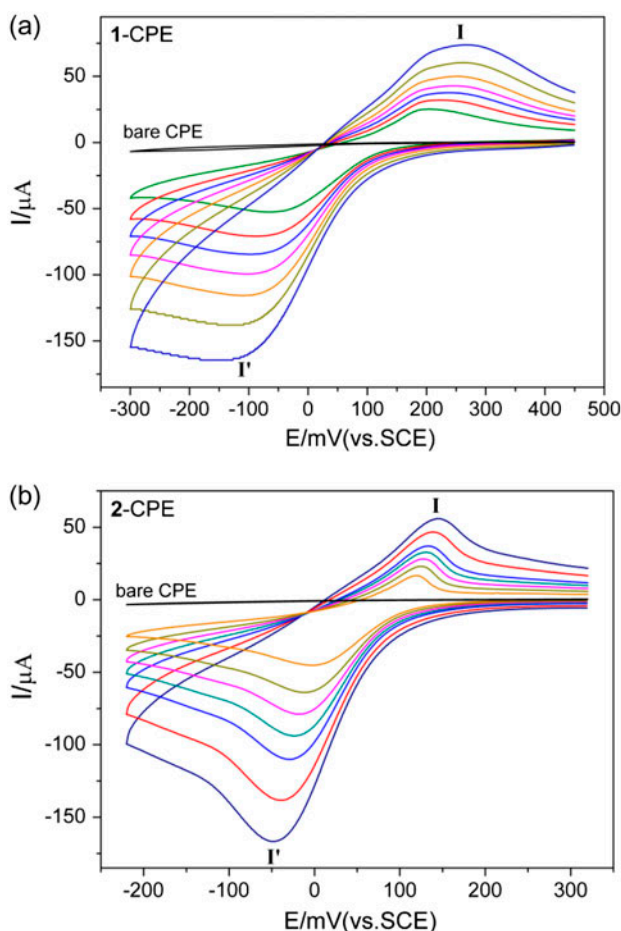 (a)
1-CPE
I
bare CPE
I'
50
0
-50
-100
-150
I/μA
-300 -200 -100 0 100 200 300 400 500
E/mV(vs.SCE)
(b)
2-CPE
I
bare CPE
I'
50
0
-50
-100
-150
I/μA
-200 -100 0 100 200 300
E/mV(vs.SCE)